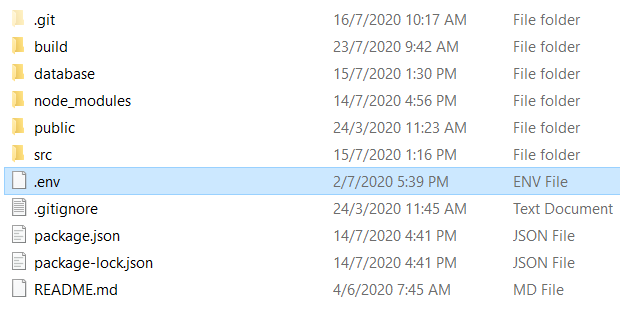 .git 16/7/2020 10:17 AM File folder
build 23/7/2020 9:42 AM File folder
database 15/7/2020 1:30 PM File folder
node_modules 14/7/2020 4:56 PM File folder
public 24/3/2020 11:23 AM File folder
src 15/7/2020 1:16 PM File folder
.env 2/7/2020 5:39 PM ENV File
.gitignore 24/3/2020 11:45 AM Text Document
package.json 14/7/2020 4:41 PM JSON File
package-lock.json 14/7/2020 4:41 PM JSON File
README.md 4/6/2020 7:45 AM MD File